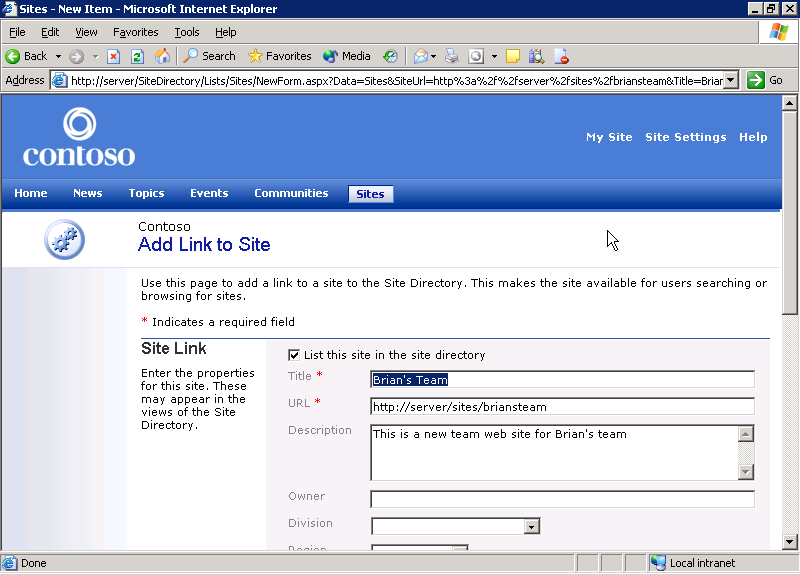 Sites - New Item - Microsoft Internet Explorer
File Edit View Favorites Tools Help
Back Search Favorites Media
Address http://server/SiteDirectory/Lists/Sites/NewForm.aspx?Data=Sites&SiteUrl=http%3a%2f%2fserver%2fsites%2fbriansteam&Title=Brian Go
contoso
My Site Site Settings Help
Home News Topics Events Communities Sites
Contoso
Add Link to Site
Use this page to add a link to a site to the Site Directory. This makes the site available for users searching or
browsing for sites.
* Indicates a required field
Site Link
Enter the properties
for this site. These
may appear in the
views of the Site
Directory.
List this site in the site directory
Title * Brian's Team
URL * http://server/sites/briansteam
Description This is a new team web site for Brian's team
Owner
Division
Region
Done Local intranet